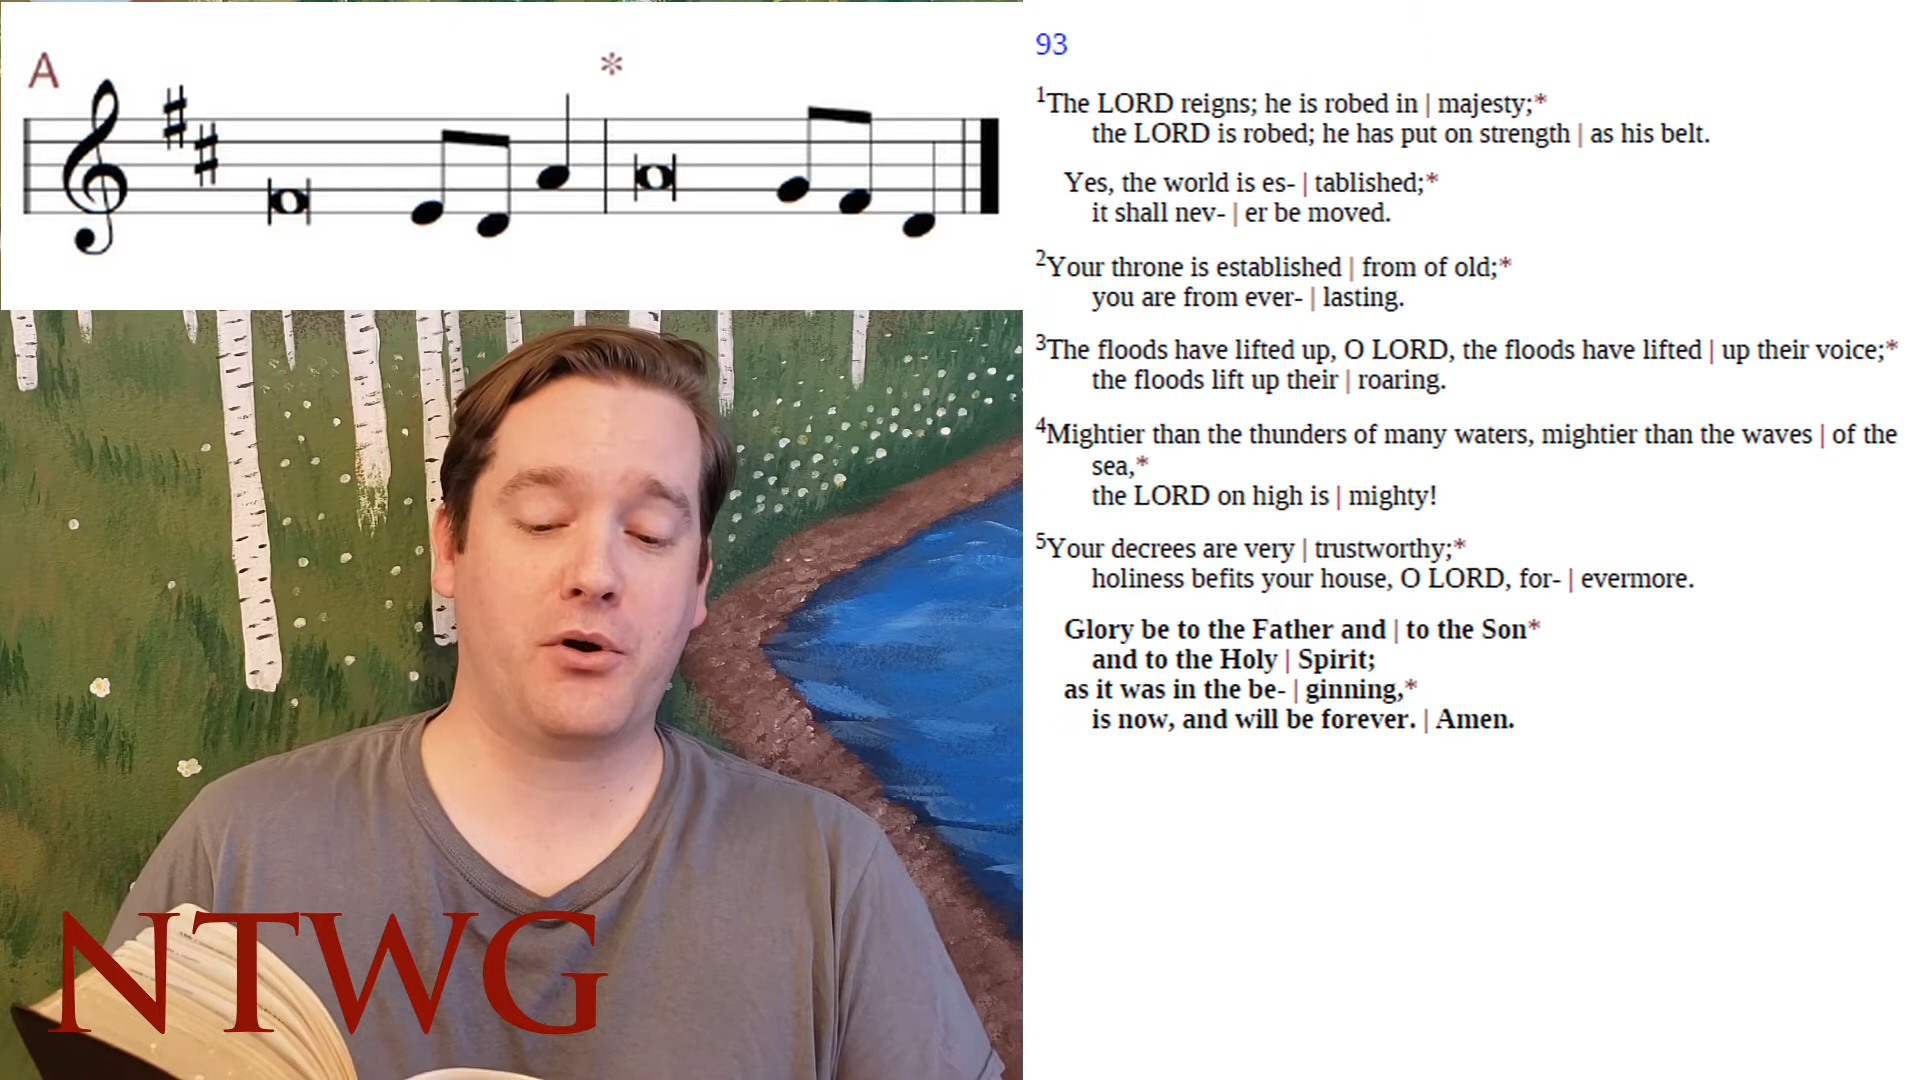 A
*
93
1The LORD reigns; he is robed in | majesty;*
the LORD is robed; he has put on strength | as his belt.
Yes, the world is es- | tablished;*
it shall nev- | er be moved.
2Your throne is established | from of old;*
you are from ever- | lasting.
3The floods have lifted up, O LORD, the floods have lifted | up their voice;*
the floods lift up their | roaring.
4Mightier than the thunders of many waters, mightier than the waves | of the
sea,*
the LORD on high is | mighty!
5Your decrees are very | trustworthy;*
holiness befits your house, O LORD, for- | evermore.
Glory be to the Father and | to the Son*
and to the Holy | Spirit;
as it was in the be- | ginning,*
is now, and will be forever. | Amen.
NTWG